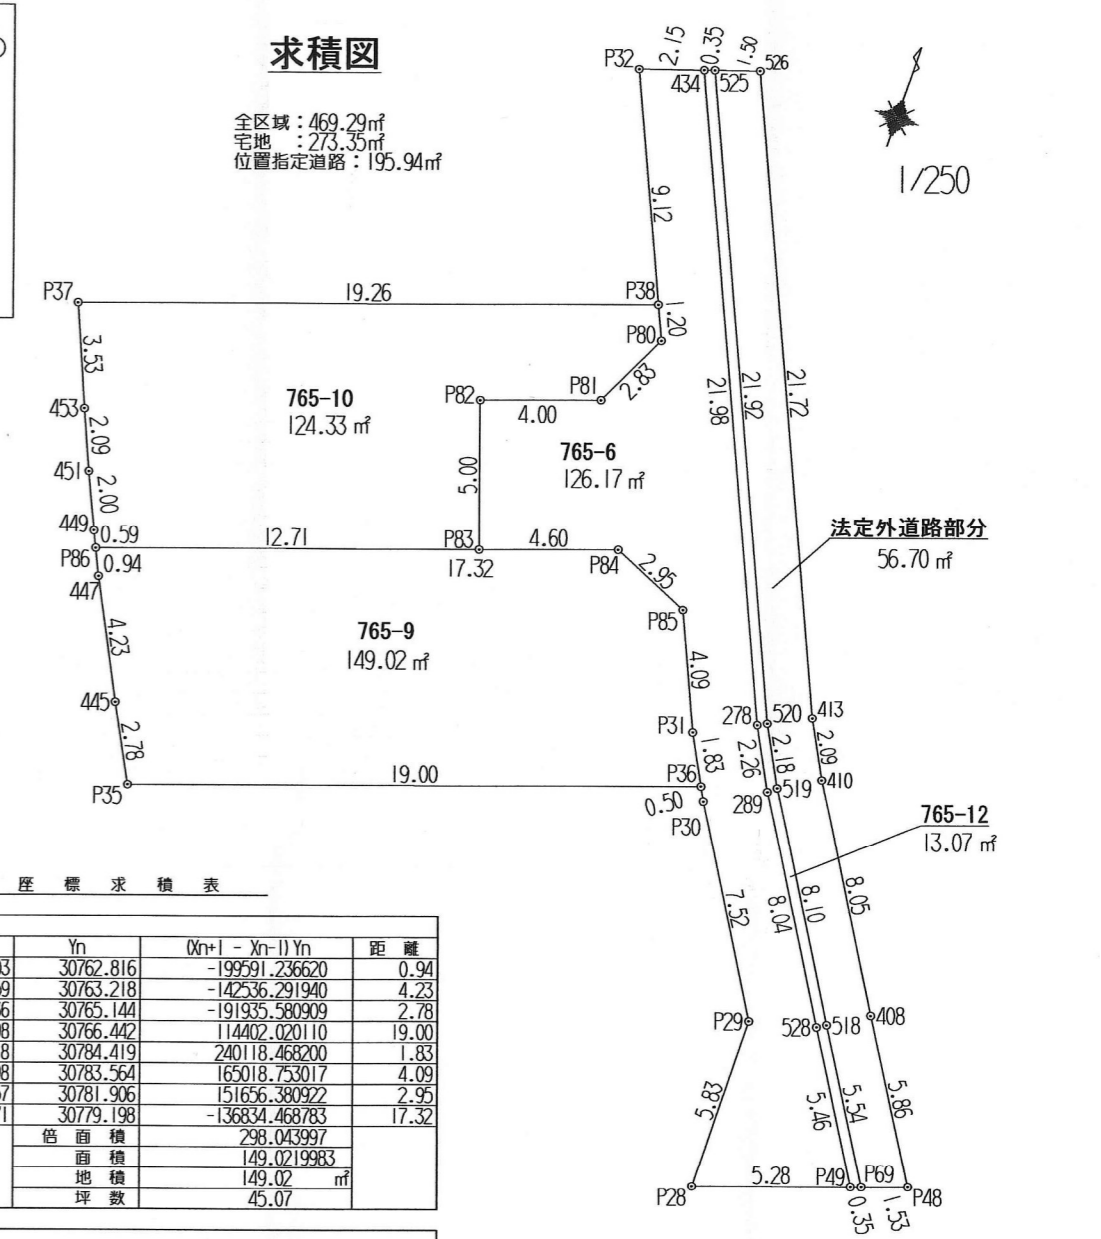 求積図
全区域：469.29㎡
宅地　：273.35㎡
位置指定道路：195.94㎡
1/250
P32
2.15
434
0.35
525
1.50
526
9.12
P37
19.26
P38
1.20
P80
2.83
P81
4.00
P82
3.53
453
2.09
451
2.00
449
0.59
P86
0.94
447
765-10
124.33 ㎡
5.00
765-6
126.17 ㎡
12.71
P83
17.32
4.60
P84
2.95
P85
21.98
21.92
21.72
法定外道路部分
56.70 ㎡
4.23
445
2.78
P35
765-9
149.02 ㎡
4.09
P31
1.83
P36
19.00
0.50
P30
278
520
413
2.26
2.18
2.09
289
519
410
765-12
13.07 ㎡
7.52
8.04
8.10
8.05
P29
528
518
408
5.83
5.46
5.54
5.86
P28
5.28
P49
P69
P48
0.35
1.53
座標求積表
Yn (Xn+1 - Xn-1)Yn 距離
30762.816 -199591.236620 0.94
30763.218 -142536.291940 4.23
30765.144 -191935.580909 2.78
30766.442 114402.020110 19.00
30784.419 240118.468200 1.83
30783.564 165018.753017 4.09
30781.906 151656.380922 2.95
30779.198 -136834.468783 17.32
倍面積 298.043997
面積 149.0219983
地積 149.02 ㎡
坪数 45.07